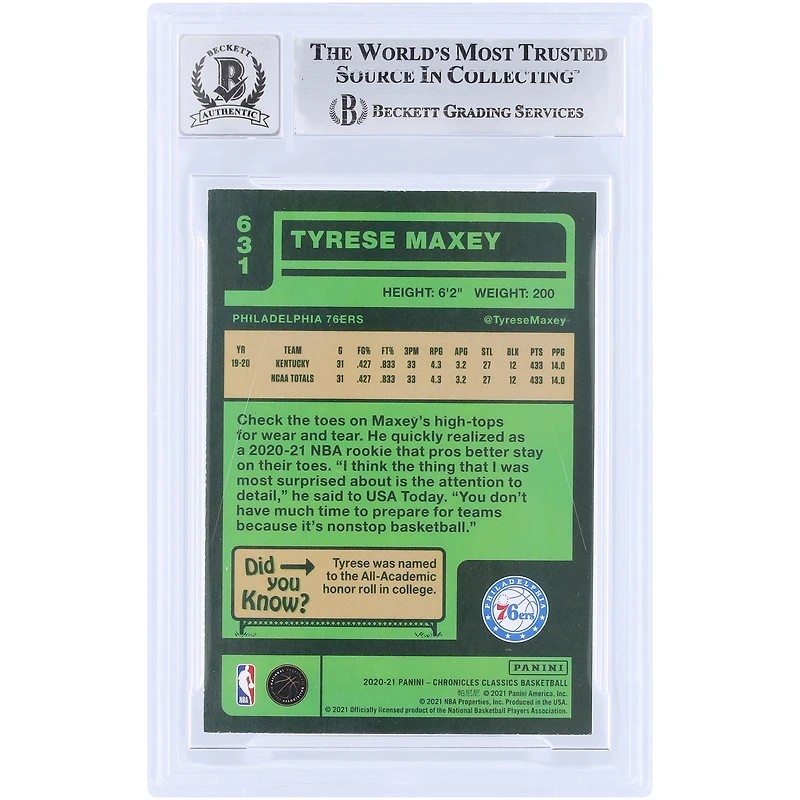 BECKETT
B
AUTHENTIC
THE WORLD'S MOST TRUSTED
SOURCE IN COLLECTING™
B BECKETT GRADING SERVICES
631
TYRESE MAXEY
HEIGHT: 6'2" WEIGHT: 200
PHILADELPHIA 76ERS @TyreseMaxey
YR TEAM G FG% FT% 3PM RPG APG STL BLK PTS PPG
19-20 KENTUCKY 31 .427 .833 33 4.3 3.2 27 12 433 14.0
NCAA TOTALS 31 .427 .833 33 4.3 3.2 27 12 433 14.0
Check the toes on Maxey's high-tops
for wear and tear. He quickly realized as
a 2020-21 NBA rookie that pros better stay
on their toes. "I think the thing that I was
most surprised about is the attention to
detail," he said to USA Today. "You don't
have much time to prepare for teams
because it's nonstop basketball."
Did
you
Know?
Tyrese was named
to the All-Academic
honor roll in college.
PHILADELPHIA
76ers
NBA
PANINI
2020-21 PANINI – CHRONICLES CLASSICS BASKETBALL
帕尼尼 © 2021 Panini America, Inc.
© 2021 NBA Properties, Inc. Produced in the USA.
© 2021 Officially licensed product of the National Basketball Players Association.